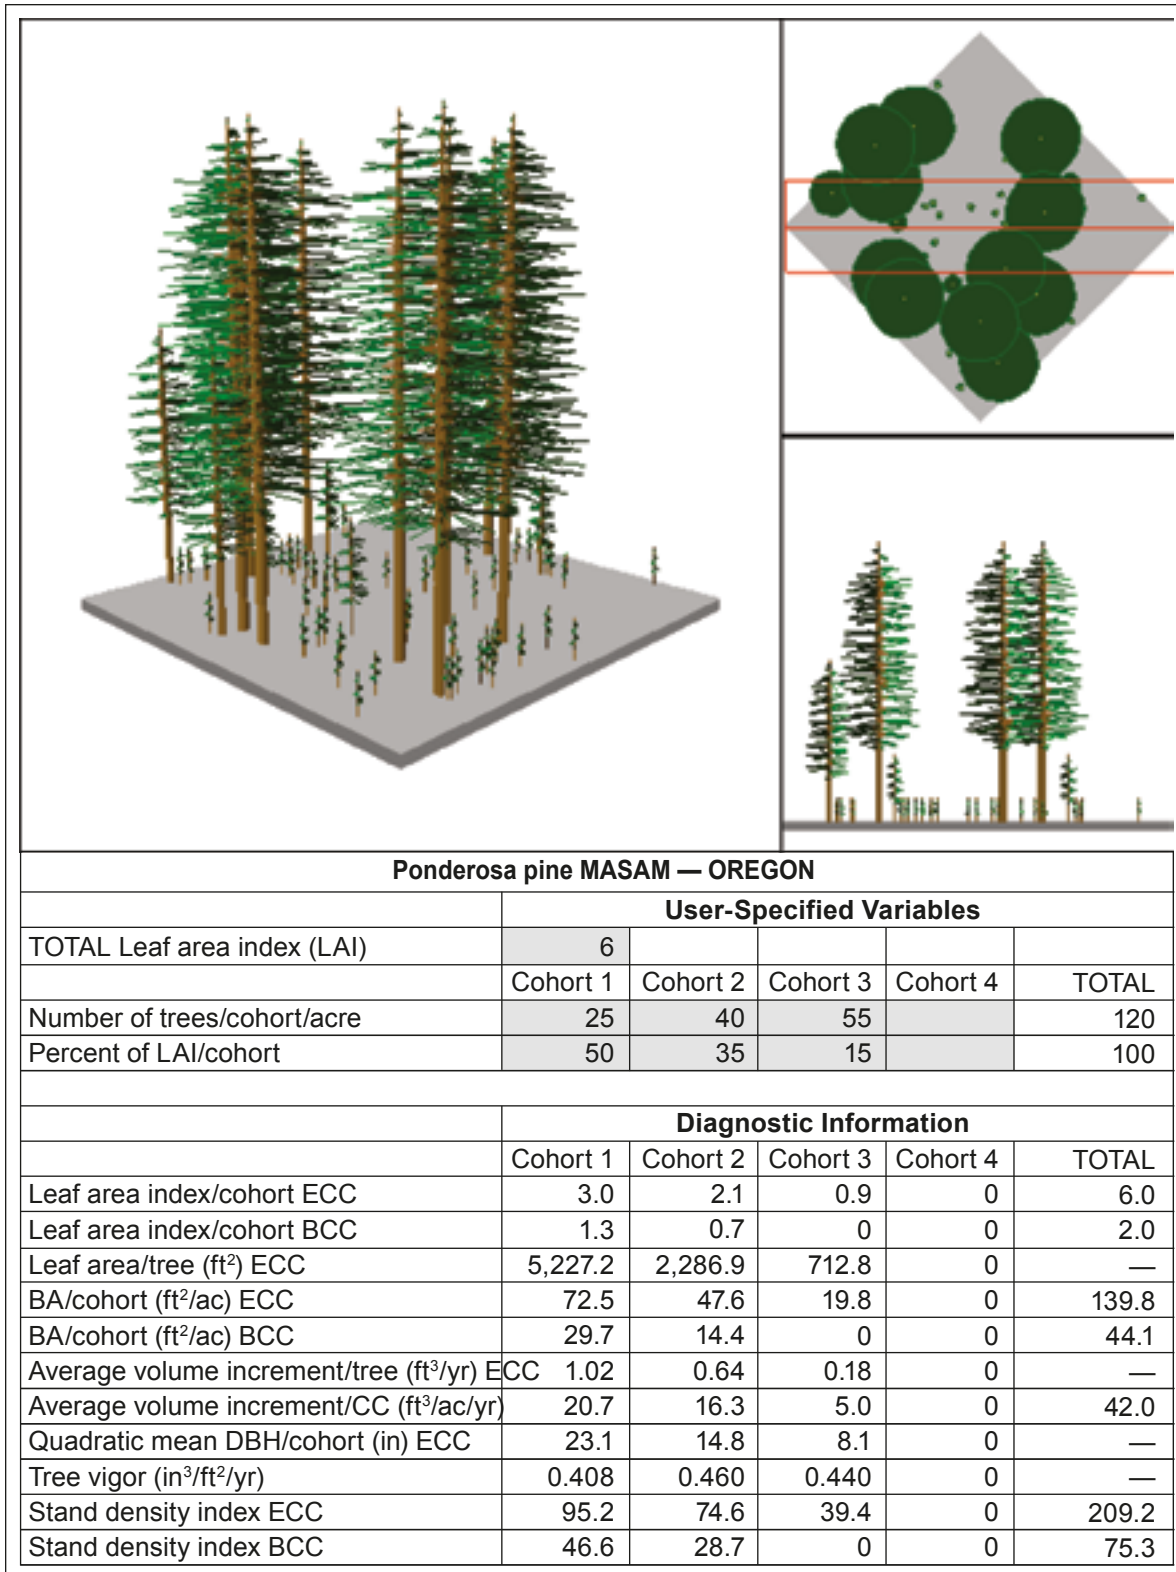 Ponderosa pine MASAM — OREGON
User-Specified Variables
TOTAL Leaf area index (LAI) 6
Cohort 1 Cohort 2 Cohort 3 Cohort 4 TOTAL
Number of trees/cohort/acre 25 40 55 120
Percent of LAI/cohort 50 35 15 100
Diagnostic Information
Cohort 1 Cohort 2 Cohort 3 Cohort 4 TOTAL
Leaf area index/cohort ECC 3.0 2.1 0.9 0 6.0
Leaf area index/cohort BCC 1.3 0.7 0 0 2.0
Leaf area/tree (ft²) ECC 5,227.2 2,286.9 712.8 0 —
BA/cohort (ft²/ac) ECC 72.5 47.6 19.8 0 139.8
BA/cohort (ft²/ac) BCC 29.7 14.4 0 0 44.1
Average volume increment/tree (ft³/yr) ECC 1.02 0.64 0.18 0 —
Average volume increment/CC (ft³/ac/yr) 20.7 16.3 5.0 0 42.0
Quadratic mean DBH/cohort (in) ECC 23.1 14.8 8.1 0 —
Tree vigor (in³/ft²/yr) 0.408 0.460 0.440 0 —
Stand density index ECC 95.2 74.6 39.4 0 209.2
Stand density index BCC 46.6 28.7 0 0 75.3